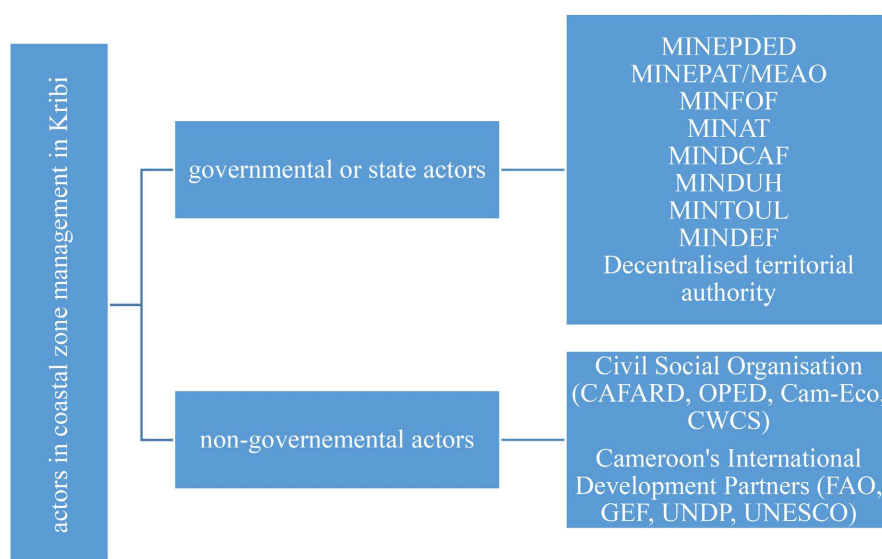 actors in coastal zone management in Kribi
governmental or state actors
MINEPDED
MINEPAT/MEAO
MINFOF
MINAT
MINDCAF
MINDUH
MINTOUL
MINDEF
Decentralised territorial
authority
non-governemental actors
Civil Social Organisation
(CAFARD, OPED, Cam-Eco,
CWCS)
Cameroon's International
Development Partners (FAO,
GEF, UNDP, UNESCO)